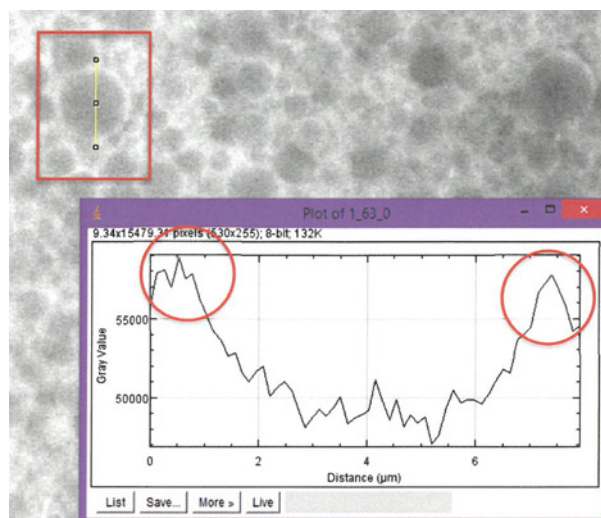 Plot of 1_63_0
9.34x15479.31 pixels (530x255); 8-bit; 132K
55000
50000
Gray Value
0
2
4
6
Distance (µm)
List
Save...
More »
Live